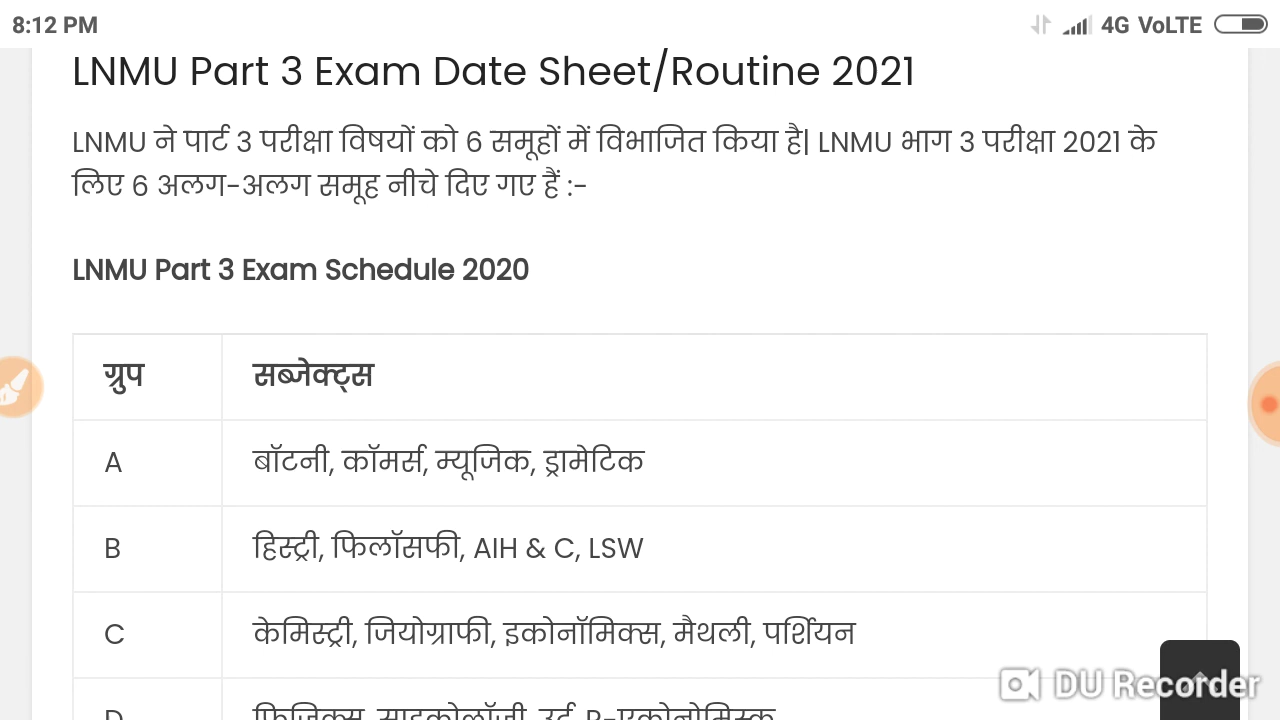 8:12 PM 4G VoLTE
LNMU Part 3 Exam Date Sheet/Routine 2021
LNMU ने पार्ट 3 परीक्षा विषयों को 6 समूहों में विभाजित किया है| LNMU भाग 3 परीक्षा 2021 के
लिए 6 अलग-अलग समूह नीचे दिए गए हैं :-
LNMU Part 3 Exam Schedule 2020
ग्रुप सब्जेक्ट्स
A बॉटनी, कॉमर्स, म्यूजिक, ड्रामेटिक
B हिस्ट्री, फिलॉसफी, AIH & C, LSW
C केमिस्ट्री, जियोग्राफी, इकोनॉमिक्स, मैथली, पर्शियन
D फिजिक्स, साइकोलॉजी, उर्दू,
DU Recorder